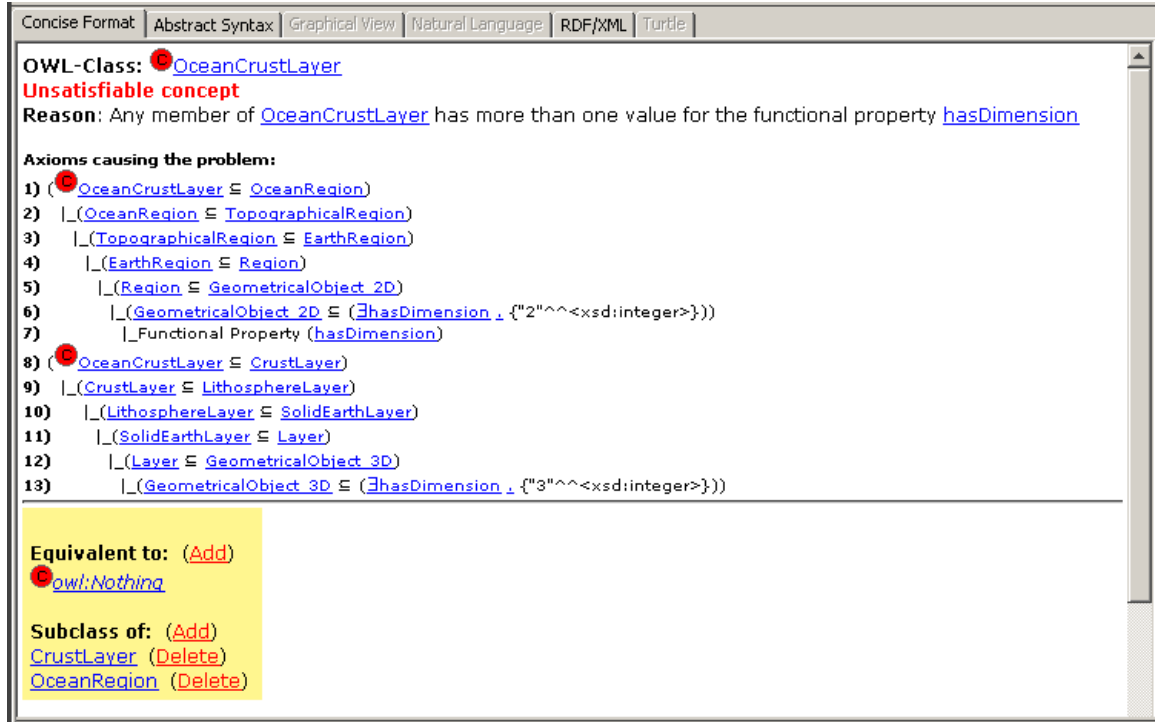 Concise Format Abstract Syntax Graphical View Natural Language RDF/XML Turtle
OWL-Class: C OceanCrustLayer
Unsatisfiable concept
Reason: Any member of OceanCrustLayer has more than one value for the functional property hasDimension
Axioms causing the problem:
1) (C OceanCrustLayer ⊆ OceanRegion)
2) |_(OceanRegion ⊆ TopographicalRegion)
3) |_(TopographicalRegion ⊆ EarthRegion)
4) |_(EarthRegion ⊆ Region)
5) |_(Region ⊆ GeometricalObject_2D)
6) |_(GeometricalObject_2D ⊆ (∃hasDimension . {"2"^^<xsd:integer>}))
7) |_Functional Property (hasDimension)
8) (C OceanCrustLayer ⊆ CrustLayer)
9) |_(CrustLayer ⊆ LithosphereLayer)
10) |_(LithosphereLayer ⊆ SolidEarthLayer)
11) |_(SolidEarthLayer ⊆ Layer)
12) |_(Layer ⊆ GeometricalObject_3D)
13) |_(GeometricalObject_3D ⊆ (∃hasDimension . {"3"^^<xsd:integer>}))
Equivalent to: (Add)
C owl:Nothing
Subclass of: (Add)
CrustLayer (Delete)
OceanRegion (Delete)